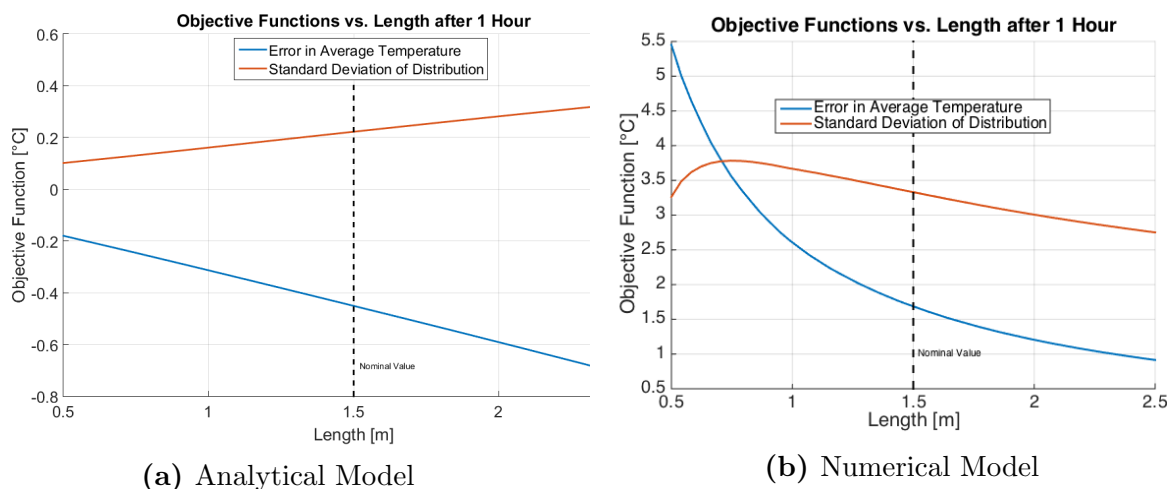 Objective Functions vs. Length after 1 Hour
Error in Average Temperature
Standard Deviation of Distribution
0.6
0.4
0.2
0
-0.2
-0.4
-0.6
-0.8
Objective Function [°C]
Nominal Value
0.5 1 1.5 2
Length [m]
(a) Analytical Model
Objective Functions vs. Length after 1 Hour
Error in Average Temperature
Standard Deviation of Distribution
5.5
5
4.5
4
3.5
3
2.5
2
1.5
1
0.5
Objective Function [°C]
Nominal Value
0.5 1 1.5 2 2.5
Length [m]
(b) Numerical Model